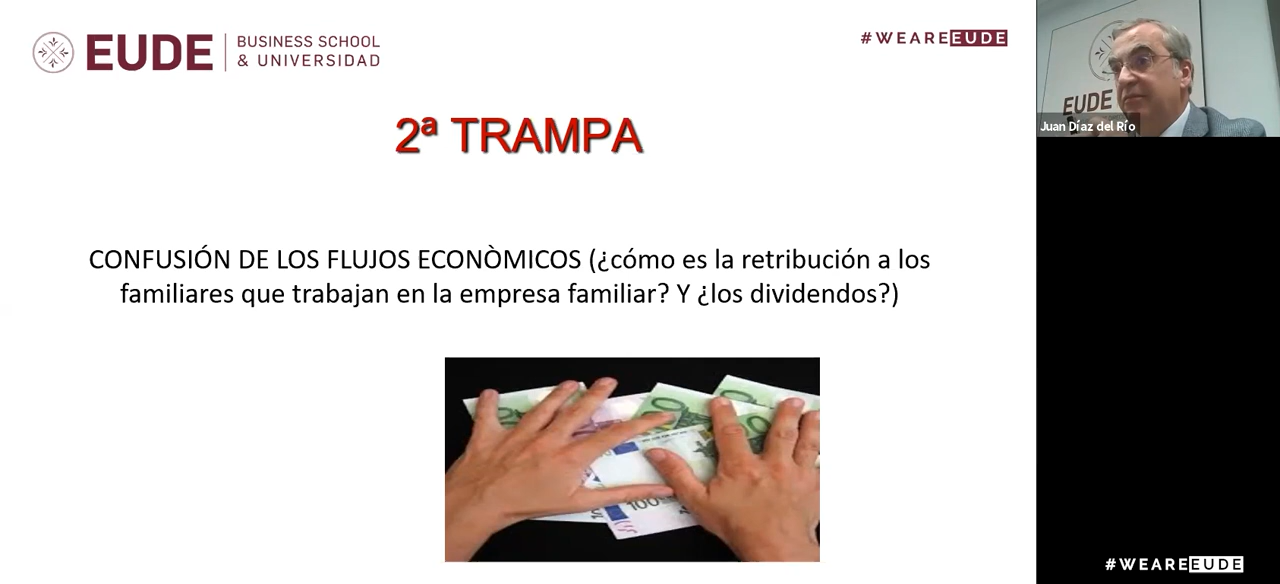 EUDE
BUSINESS SCHOOL
& UNIVERSIDAD
#WEAREEUDE
2ª TRAMPA
CONFUSIÓN DE LOS FLUJOS ECONÒMICOS (¿cómo es la retribución a los
familiares que trabajan en la empresa familiar? Y ¿los dividendos?)
100
EUDE
Juan Díaz del Río
#WEAREEUDE